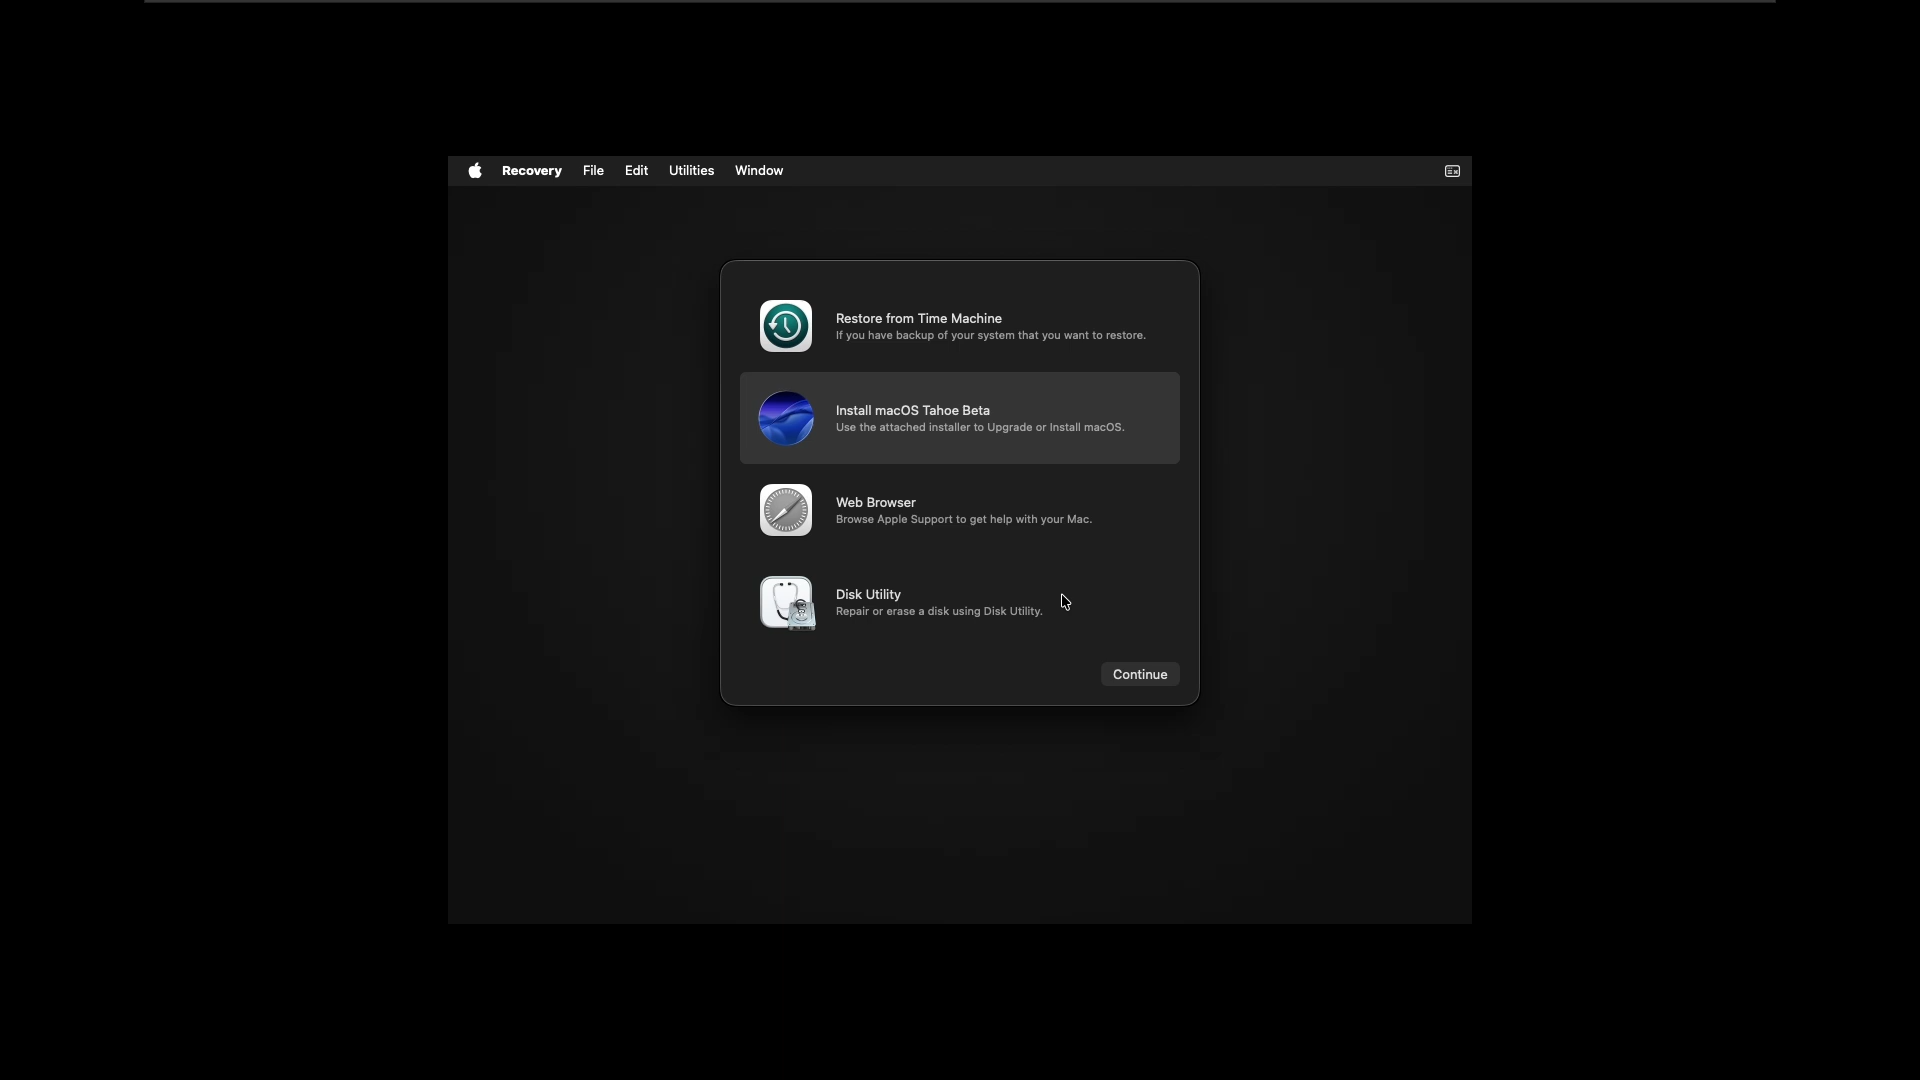 Recovery File Edit Utilities Window
Restore from Time Machine
If you have backup of your system that you want to restore.
Install macOS Tahoe Beta
Use the attached installer to Upgrade or Install macOS.
Web Browser
Browse Apple Support to get help with your Mac.
Disk Utility
Repair or erase a disk using Disk Utility.
Continue